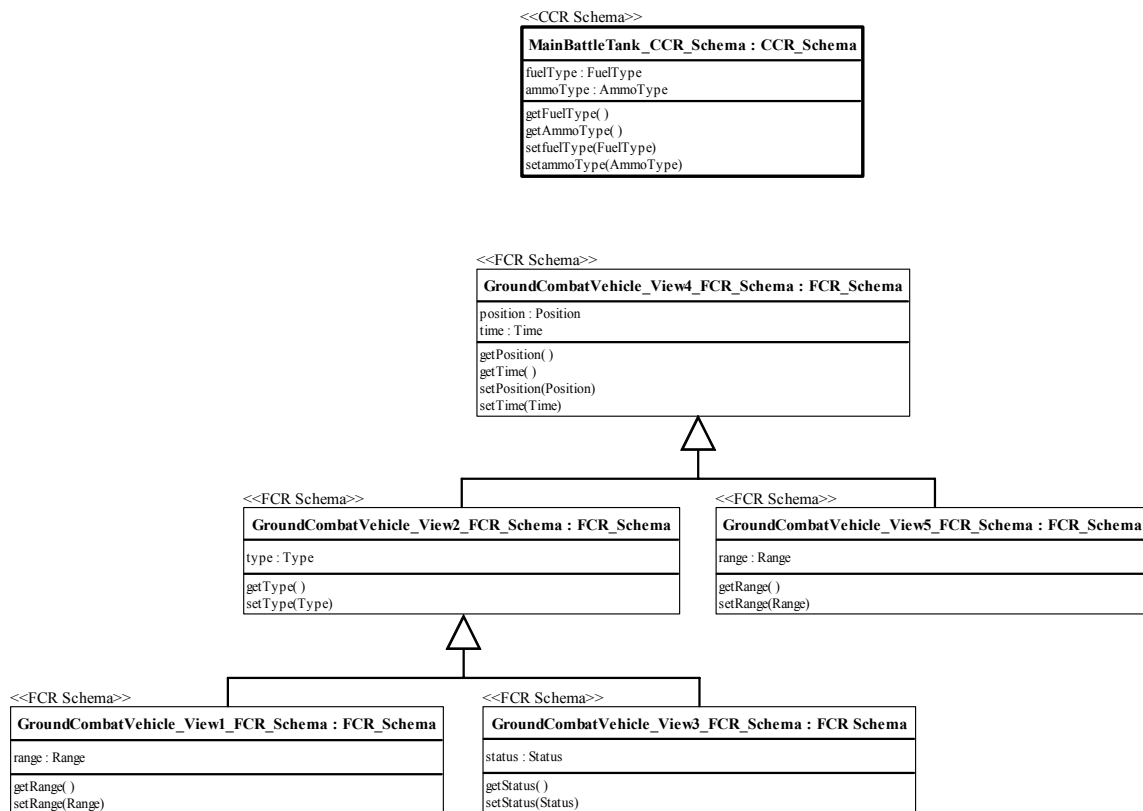 <<CCR Schema>>
MainBattleTank_CCR_Schema : CCR_Schema
fuelType : FuelType
ammoType : AmmoType
getFuelType( )
getAmmoType( )
setfuelType(FuelType)
setammoType(AmmoType)
<<FCR Schema>>
GroundCombatVehicle_View4_FCR_Schema : FCR_Schema
position : Position
time : Time
getPosition( )
getTime( )
setPosition(Position)
setTime(Time)
<<FCR Schema>>
GroundCombatVehicle_View2_FCR_Schema : FCR_Schema
type : Type
getType( )
setType(Type)
<<FCR Schema>>
GroundCombatVehicle_View5_FCR_Schema : FCR_Schema
range : Range
getRange( )
setRange(Range)
<<FCR Schema>>
GroundCombatVehicle_View1_FCR_Schema : FCR_Schema
range : Range
getRange( )
setRange(Range)
<<FCR Schema>>
GroundCombatVehicle_View3_FCR_Schema : FCR Schema
status : Status
getStatus( )
setStatus(Status)